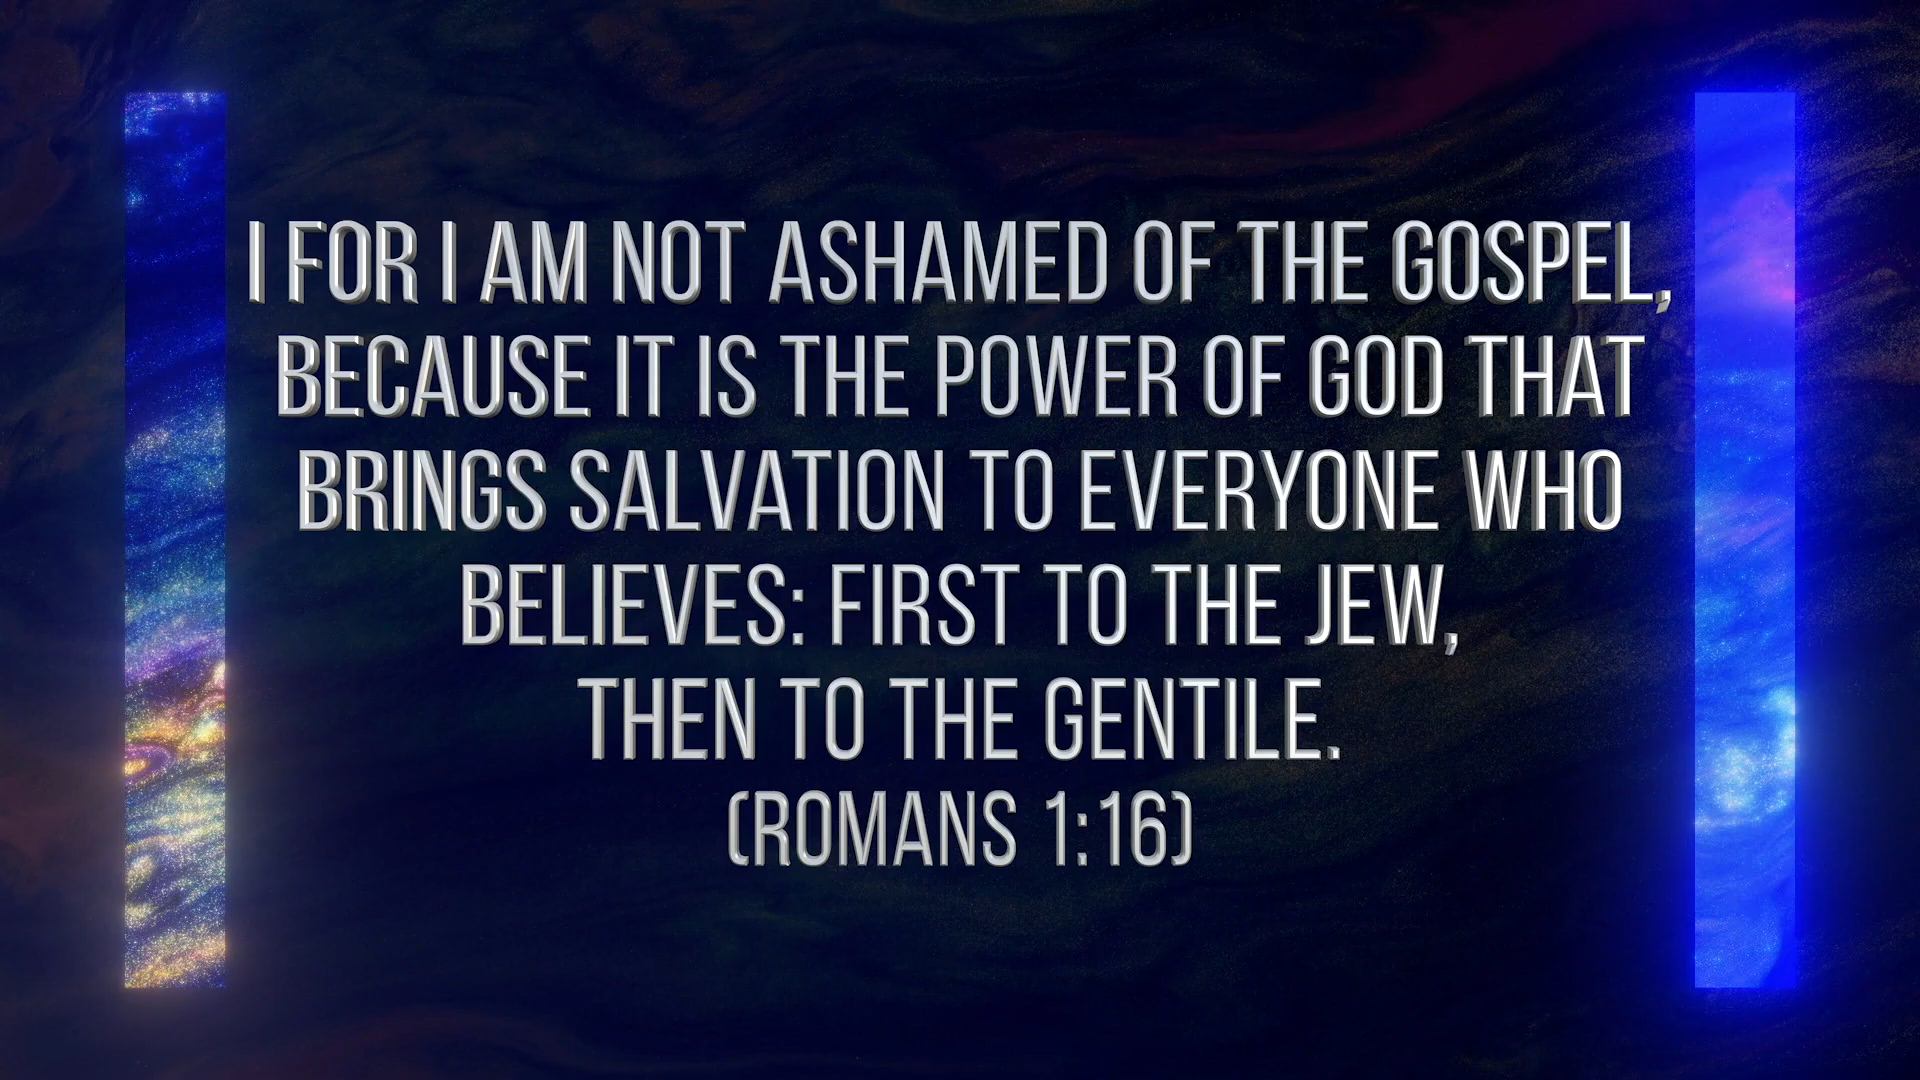 I FOR I AM NOT ASHAMED OF THE GOSPEL,
BECAUSE IT IS THE POWER OF GOD THAT
BRINGS SALVATION TO EVERYONE WHO
BELIEVES: FIRST TO THE JEW,
THEN TO THE GENTILE.
(ROMANS 1:16)